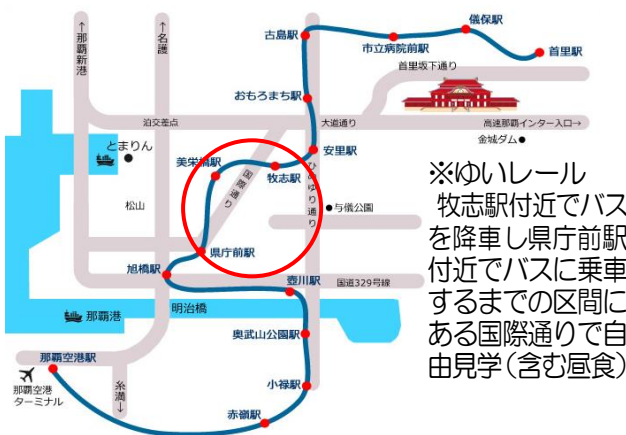 儀保駅
古島駅
市立病院前駅
首里駅
↑那覇新港
↑名護
首里坂下通り
おもろまち駅
泊交差点
大道通り
高速那覇インター入口→
金城ダム●
とまりん
安里駅
美栄橋駅
牧志駅
国際通り
ひめゆり通り
松山
●与儀公園
県庁前駅
旭橋駅
壺川駅
国道329号線
明治橋
那覇港
奥武山公園駅
那覇空港駅
那覇空港
ターミナル
糸満→
小禄駅
赤嶺駅
※ゆいレール
牧志駅付近でバス
を降車し県庁前駅
付近でバスに乗車
するまでの区間に
ある国際通りで自
由見学(含む昼食)